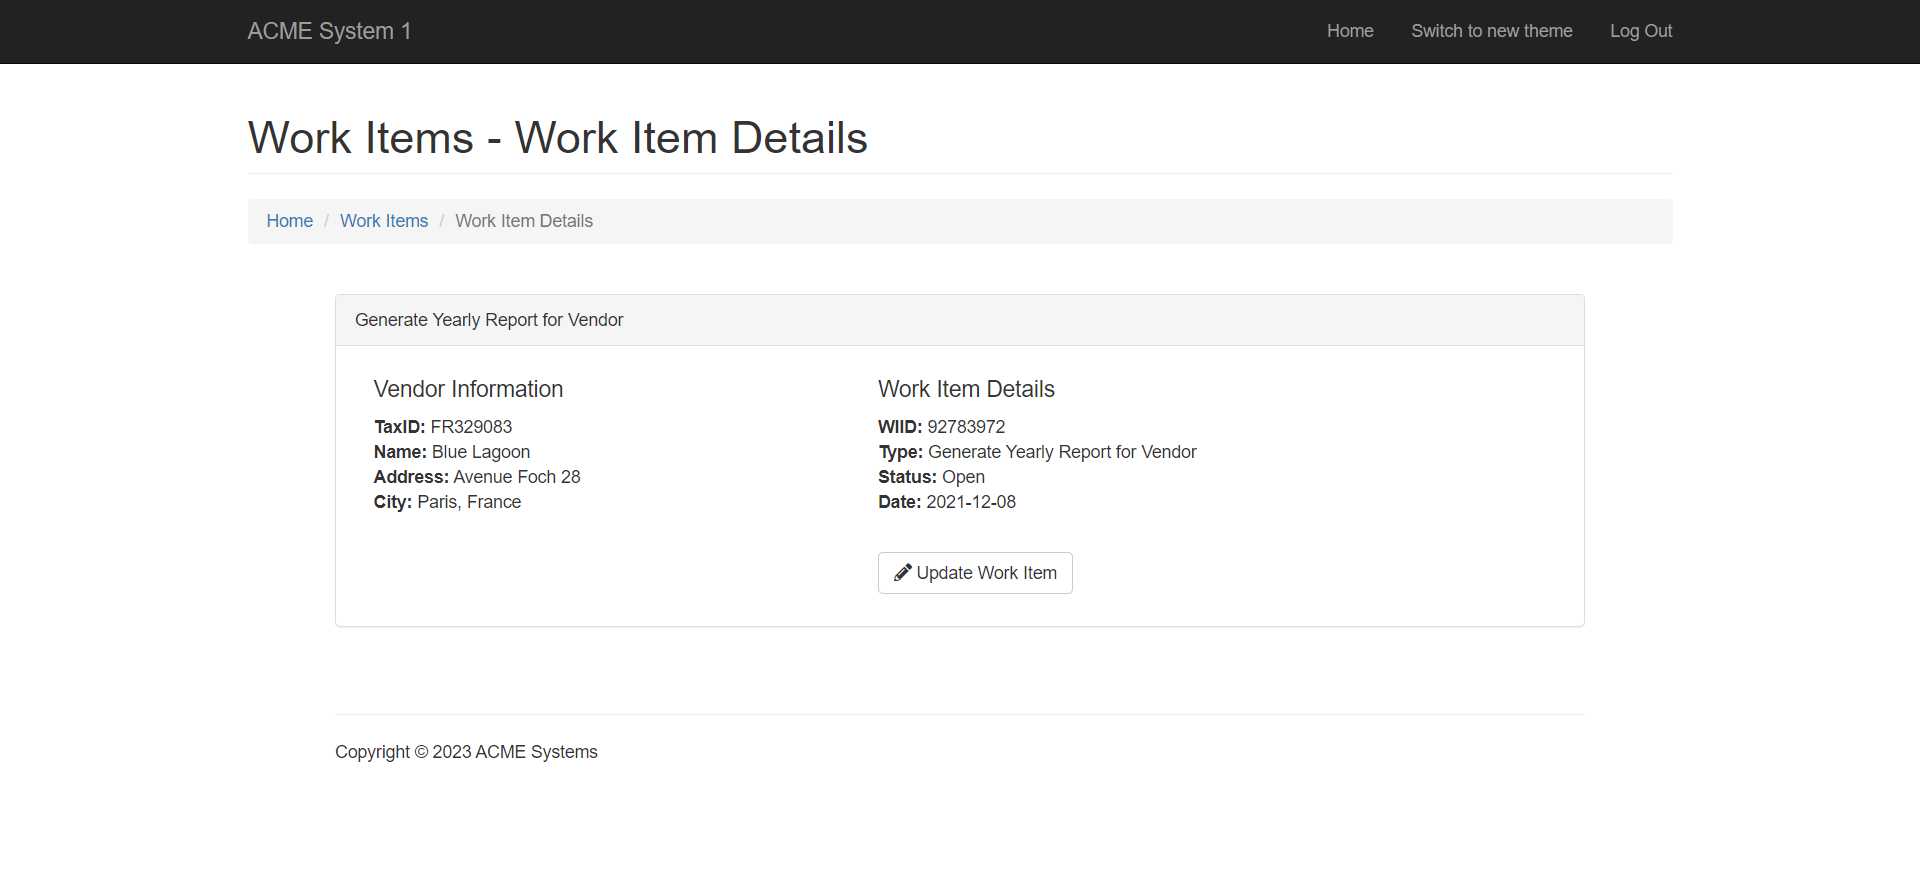 ACME System 1
Home
Switch to new theme
Log Out
Work Items - Work Item Details
Home / Work Items / Work Item Details
Generate Yearly Report for Vendor
Vendor Information
TaxID: FR329083
Name: Blue Lagoon
Address: Avenue Foch 28
City: Paris, France
Work Item Details
WIID: 92783972
Type: Generate Yearly Report for Vendor
Status: Open
Date: 2021-12-08
Update Work Item
Copyright © 2023 ACME Systems